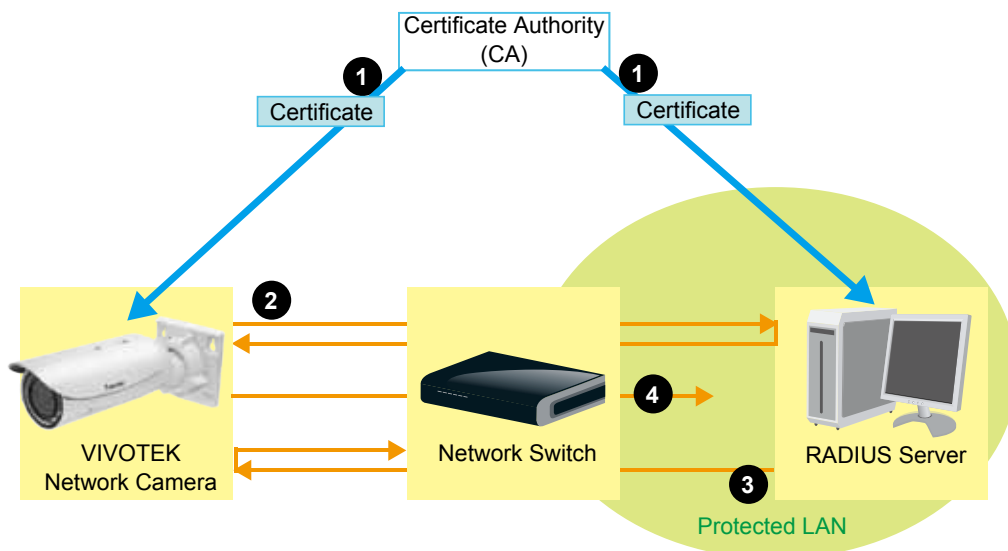 Certificate Authority
(CA)
1
1
Certificate
Certificate
2
4
VIVOTEK
Network Camera
Network Switch
RADIUS Server
3
Protected LAN